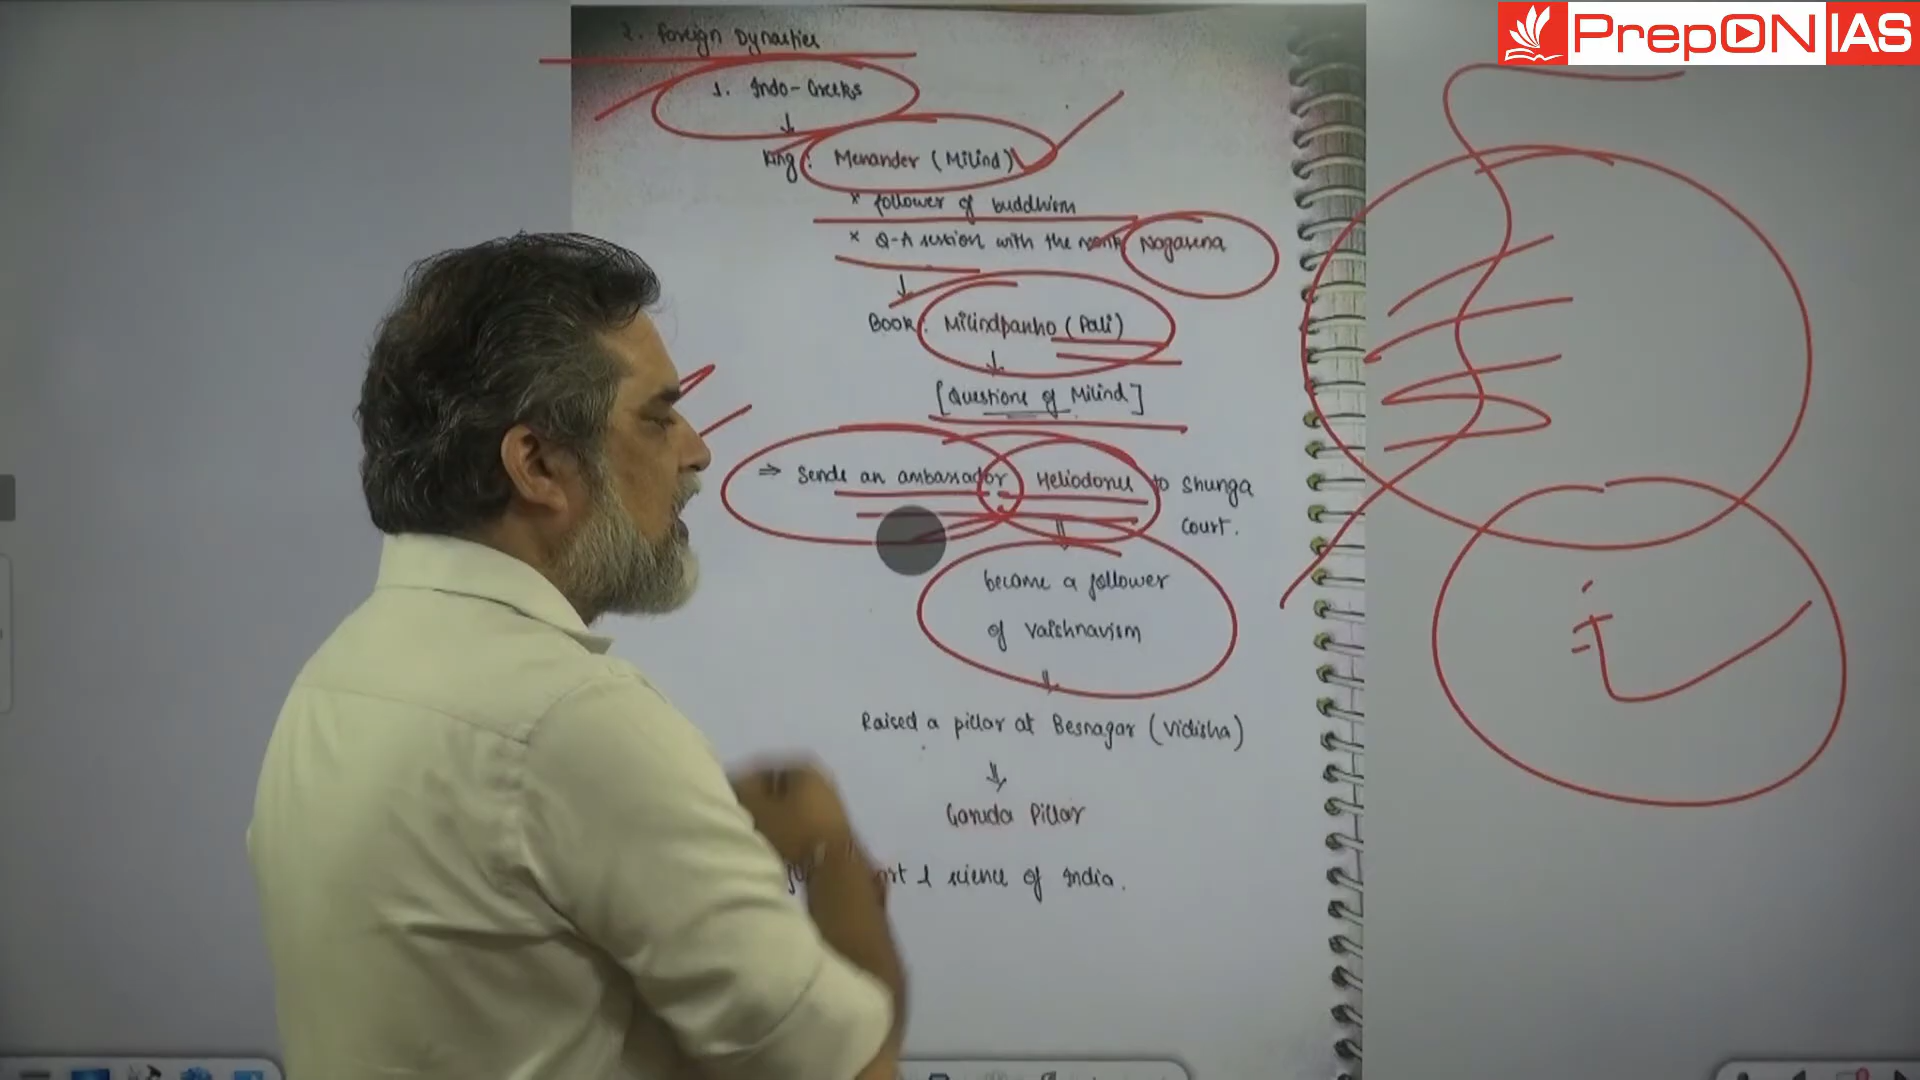 PrepON IAS
2. Foreign Dynasties
1. Indo-Greeks
↓
King: Menander (Milind)
* follower of buddhism
* Q-A session with the monk Nagasena
↓
Book: Milindpanho (Pali)
↓
[Questions of Milind]
⇒ Sends an ambassador Heliodorus to Shunga
court.
⇓
became a follower
of Vaishnavism
⇓
Raised a pillar at Besnagar (Vidisha)
⇓
Garuda Pillar
art & science of India.